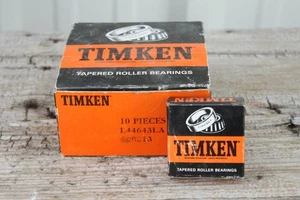 TIMKEN
TAPERED ROLLER BEARINGS
TIMKEN
10 PIECES
L44643LA
TIMKEN
TAPERED ROLLER BEARINGS